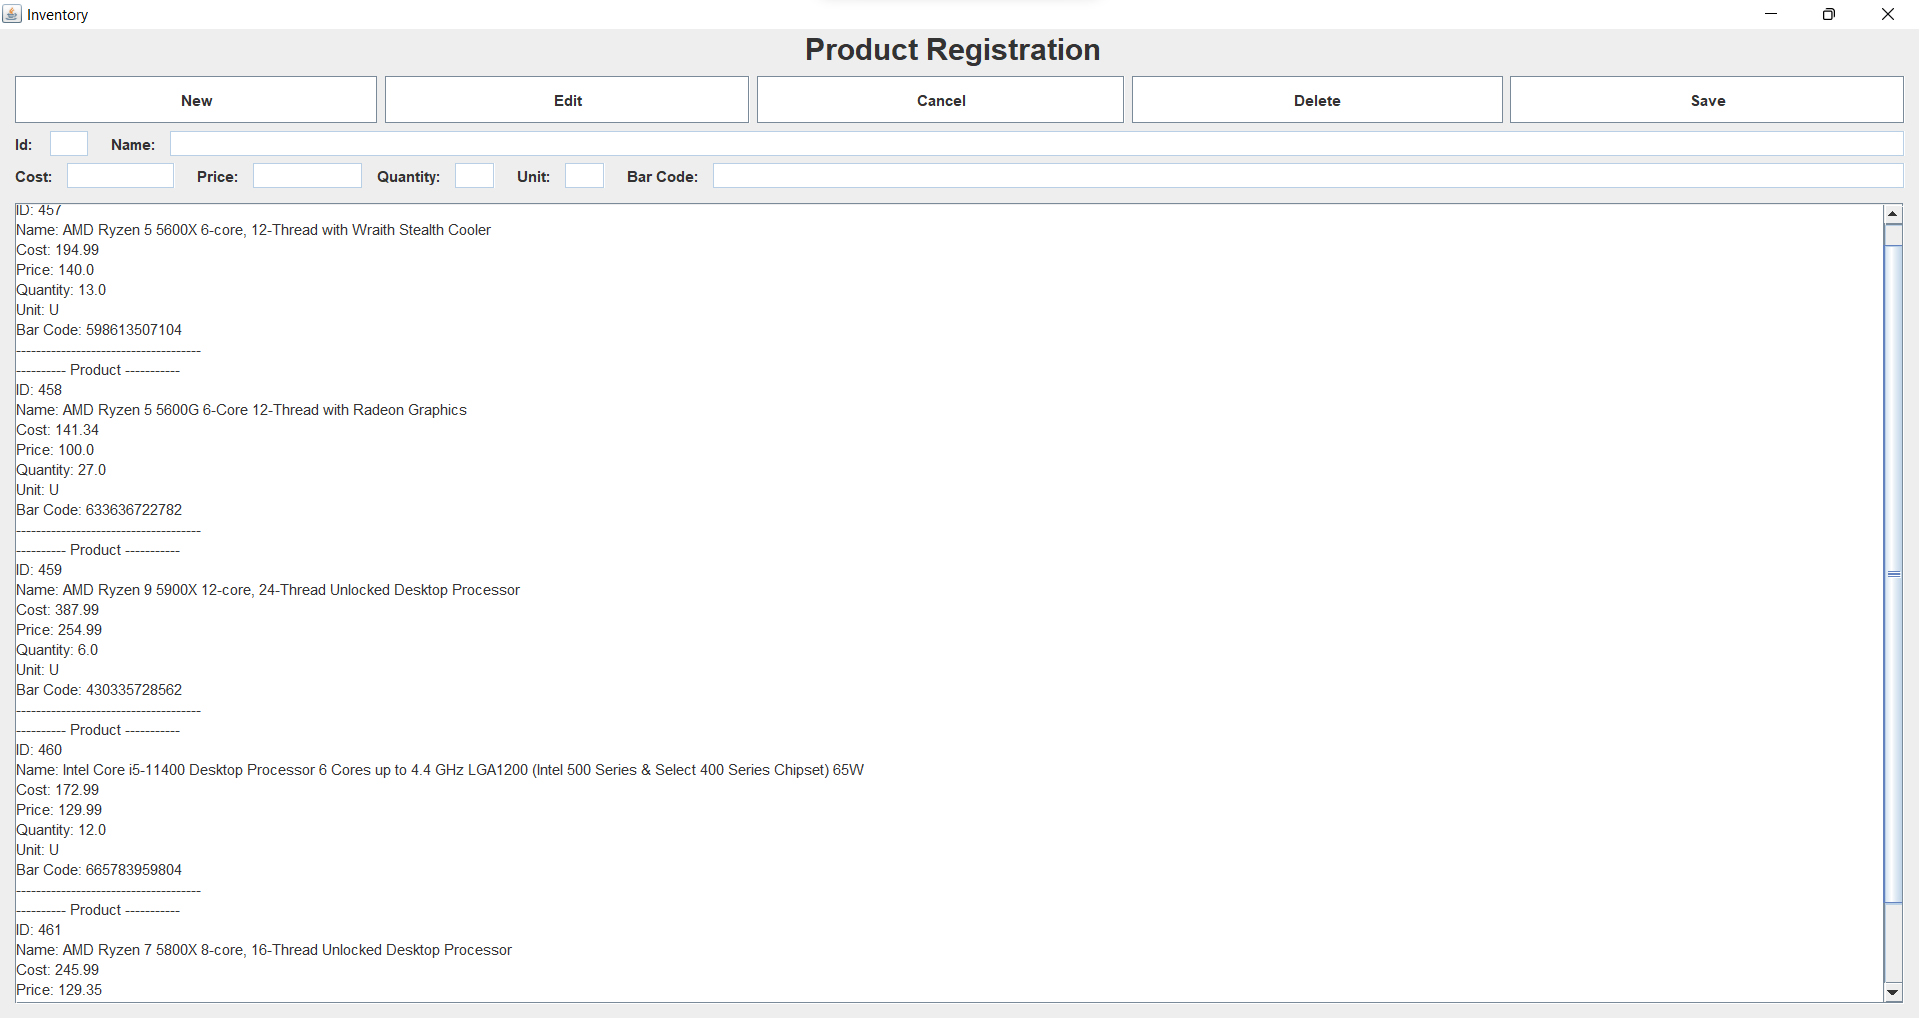 Inventory
Product Registration
New Edit Cancel Delete Save
Id: Name:
Cost: Price: Quantity: Unit: Bar Code:
ID: 457
Name: AMD Ryzen 5 5600X 6-core, 12-Thread with Wraith Stealth Cooler
Cost: 194.99
Price: 140.0
Quantity: 13.0
Unit: U
Bar Code: 598613507104
-------------------------------------
---------- Product -----------
ID: 458
Name: AMD Ryzen 5 5600G 6-Core 12-Thread with Radeon Graphics
Cost: 141.34
Price: 100.0
Quantity: 27.0
Unit: U
Bar Code: 633636722782
-------------------------------------
---------- Product -----------
ID: 459
Name: AMD Ryzen 9 5900X 12-core, 24-Thread Unlocked Desktop Processor
Cost: 387.99
Price: 254.99
Quantity: 6.0
Unit: U
Bar Code: 430335728562
-------------------------------------
---------- Product -----------
ID: 460
Name: Intel Core i5-11400 Desktop Processor 6 Cores up to 4.4 GHz LGA1200 (Intel 500 Series & Select 400 Series Chipset) 65W
Cost: 172.99
Price: 129.99
Quantity: 12.0
Unit: U
Bar Code: 665783959804
-------------------------------------
---------- Product -----------
ID: 461
Name: AMD Ryzen 7 5800X 8-core, 16-Thread Unlocked Desktop Processor
Cost: 245.99
Price: 129.35